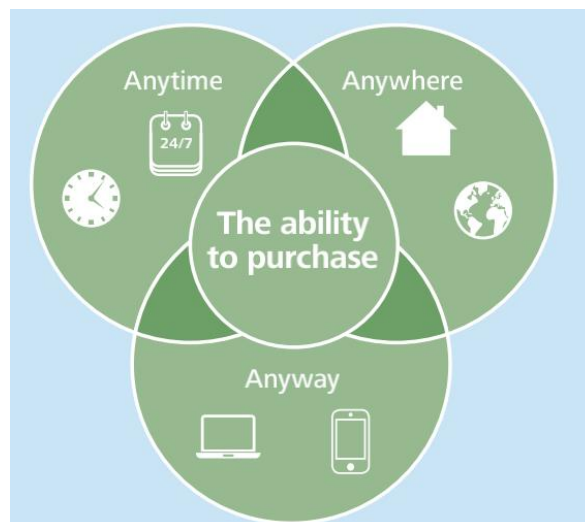 Anytime
Anywhere
24/7
The ability
to purchase
Anyway